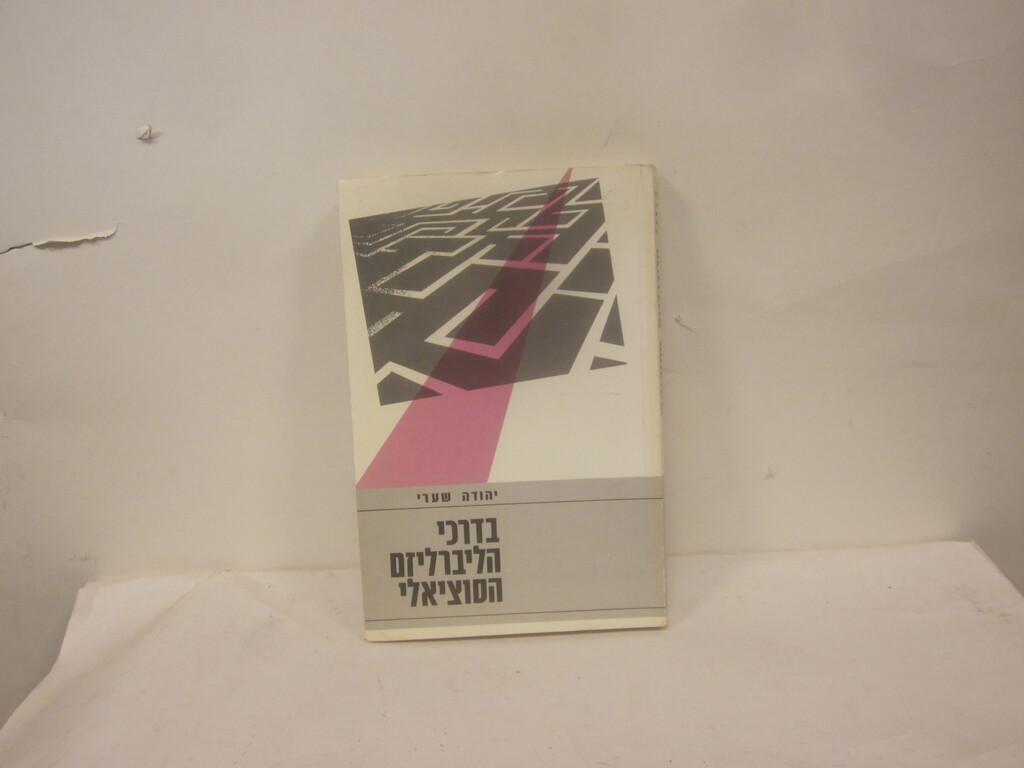 יהודה שערי
בדרכי
הליברליזם
הסוציאלי